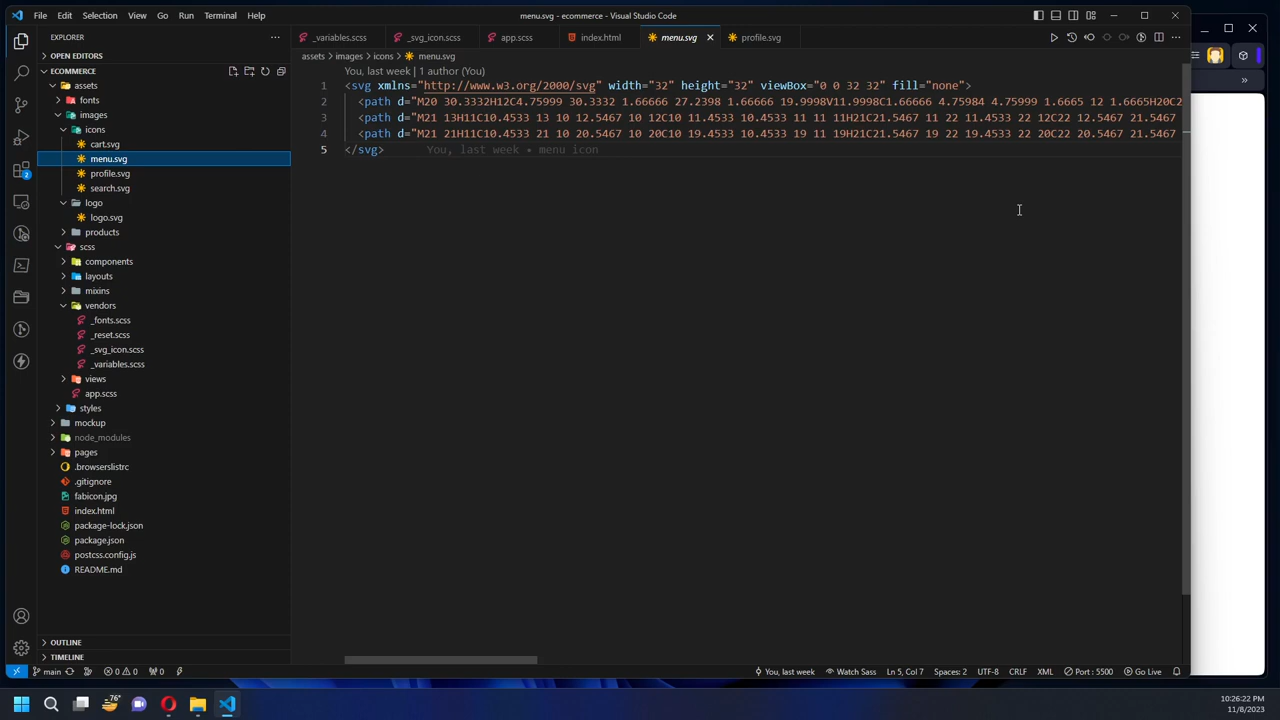 File Edit Selection View Go Run Terminal Help
menu.svg - ecommerce - Visual Studio Code
EXPLORER
OPEN EDITORS
ECOMMERCE
assets
fonts
images
icons
cart.svg
menu.svg
profile.svg
search.svg
logo
logo.svg
products
scss
components
layouts
mixins
vendors
_fonts.scss
_reset.scss
_svg_icon.scss
_variables.scss
views
app.scss
styles
mockup
node_modules
pages
.browserslistrc
.gitignore
fabicon.jpg
index.html
package-lock.json
package.json
postcss.config.js
README.md
OUTLINE
TIMELINE
2
_variables.scss _svg_icon.scss app.scss index.html menu.svg profile.svg
assets > images > icons > menu.svg
You, last week | 1 author (You)
1 <svg xmlns="http://www.w3.org/2000/svg" width="32" height="32" viewBox="0 0 32 32" fill="none">
2 <path d="M20 30.3332H12C4.75999 30.3332 1.66666 27.2398 1.66666 19.9998V11.9998C1.66666 4.75984 4.75999 1.6665 12 1.6665H20C2
3 <path d="M21 13H11C10.4533 13 10 12.5467 10 12C10 11.4533 10.4533 11 11 11H21C21.5467 11 22 11.4533 22 12C22 12.5467 21.5467
4 <path d="M21 21H11C10.4533 21 10 20.5467 10 20C10 19.4533 10.4533 19 11 19H21C21.5467 19 22 19.4533 22 20C22 20.5467 21.5467
5 </svg> You, last week • menu icon
main 0 0 0 You, last week Watch Sass Ln 5, Col 7 Spaces: 2 UTF-8 CRLF XML Port : 5500 Go Live
76°
10:26:22 PM
11/8/2023